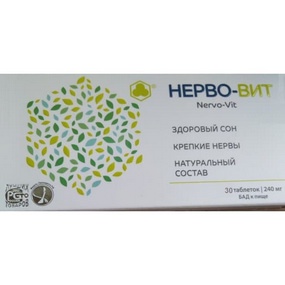 НЕРВО-ВИТ
Nervo-Vit
ЗДОРОВЫЙ СОН
КРЕПКИЕ НЕРВЫ
НАТУРАЛЬНЫЙ
СОСТАВ
30 таблеток | 240 мг
БАД к пище